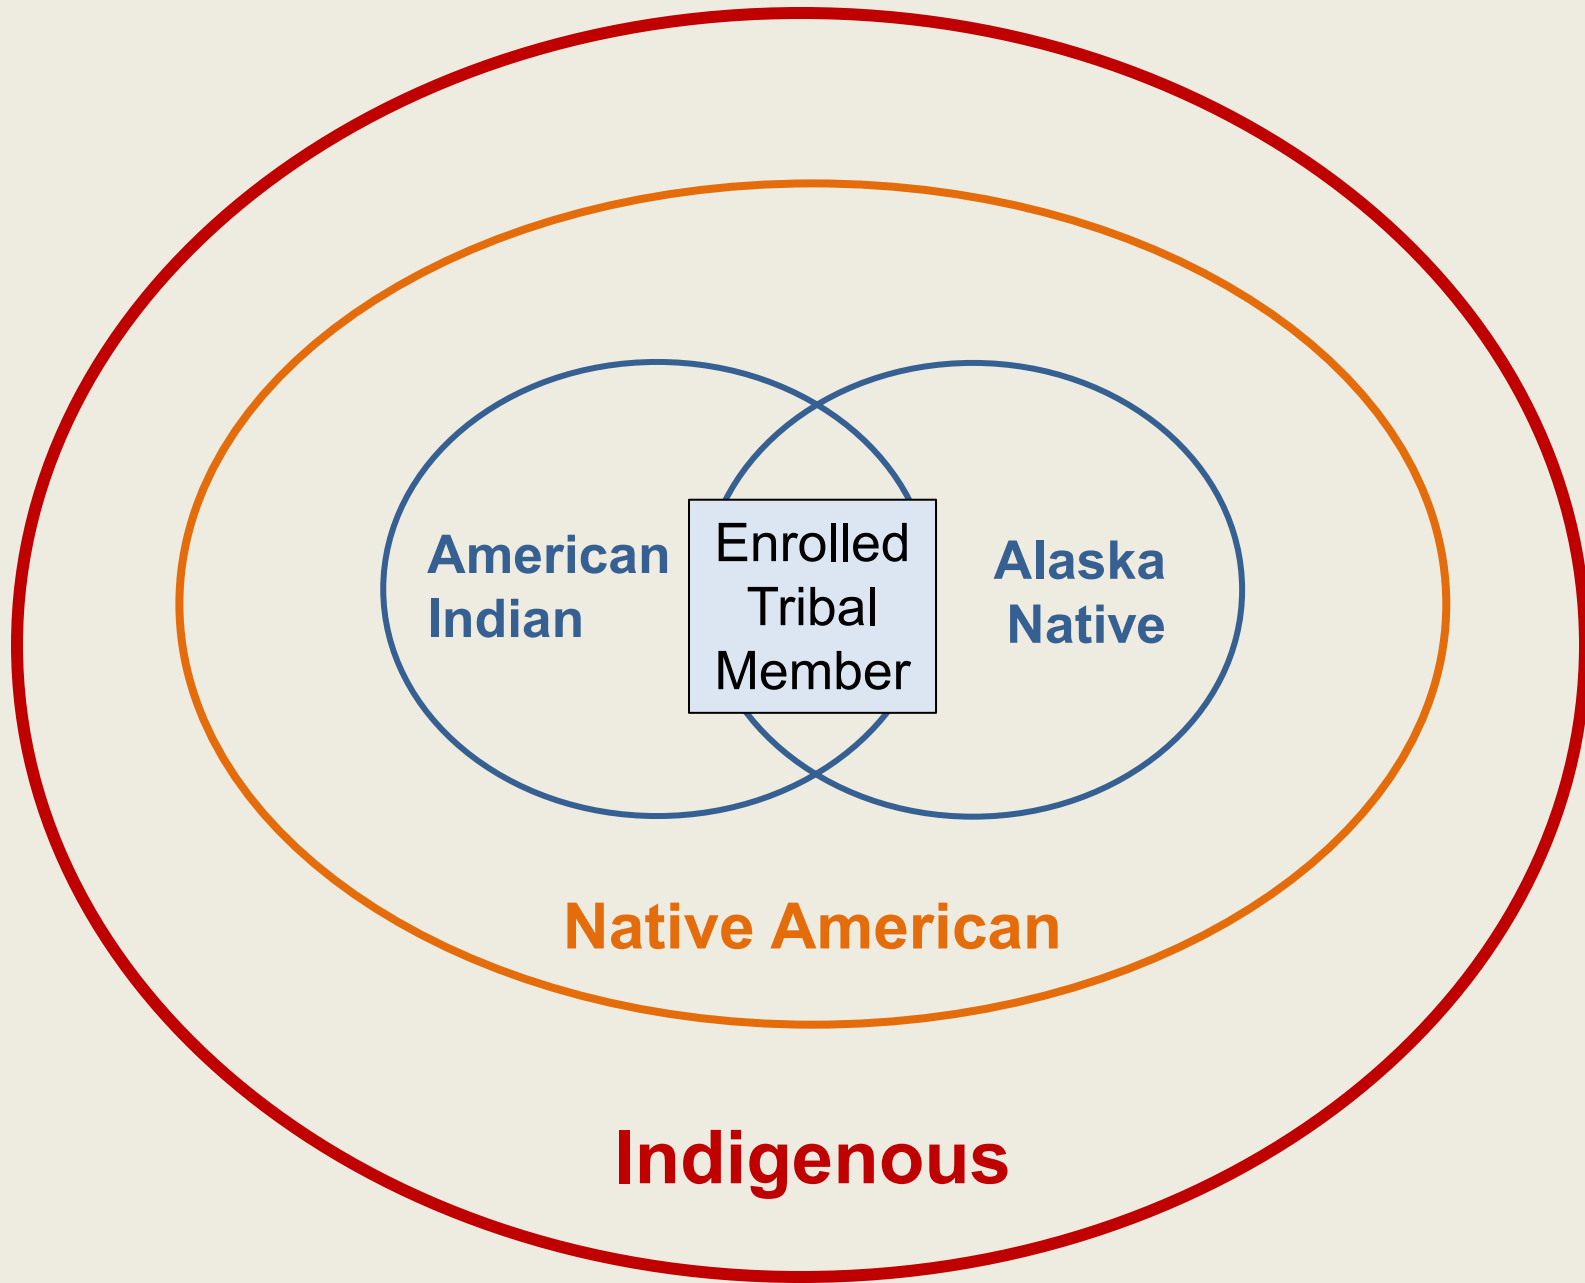 American
Indian
Enrolled
Tribal
Member
Alaska
Native
Native American
Indigenous